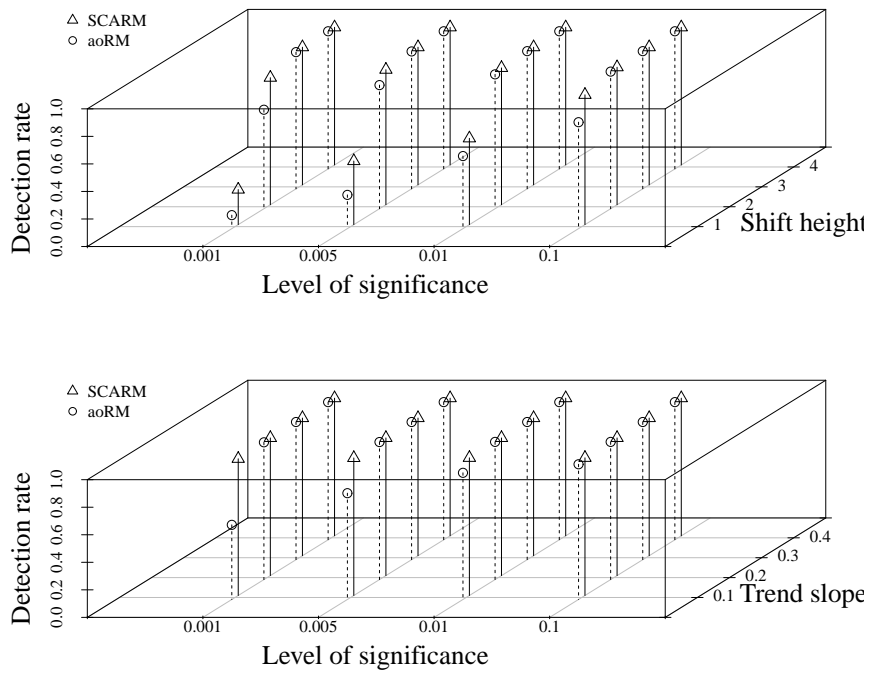 SCARM
aoRM
Detection rate
0.0 0.2 0.4 0.6 0.8 1.0
0.001 0.005 0.01 0.1
Level of significance
1 2 3 4
Shift height
SCARM
aoRM
Detection rate
0.0 0.2 0.4 0.6 0.8 1.0
0.001 0.005 0.01 0.1
Level of significance
0.1 0.2 0.3 0.4
Trend slope